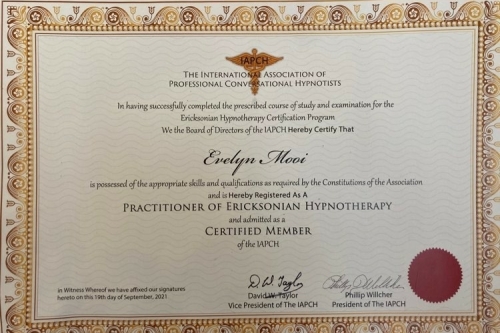 IAPCH
The International Association of
Professional Conversational Hypnotists
In having successfully completed the prescribed course of study and examination for the
Ericksonian Hypnotherapy Certification Program
We the Board of Directors of the IAPCH Hereby Certify That
Evelyn Mooi
is possessed of the appropriate skills and qualifications as required by the Constitutions of the Association
and is Hereby Registered As A
Practitioner of Ericksonian Hypnotherapy
and admitted as a
Certified Member
of the IAPCH
In Witness Whereof we have affixed our signatures
hereto on this 19th day of September, 2021
D. W. Taylor
David W. Taylor
Vice President of The IAPCH
Phillip Willcher
President of The IAPCH